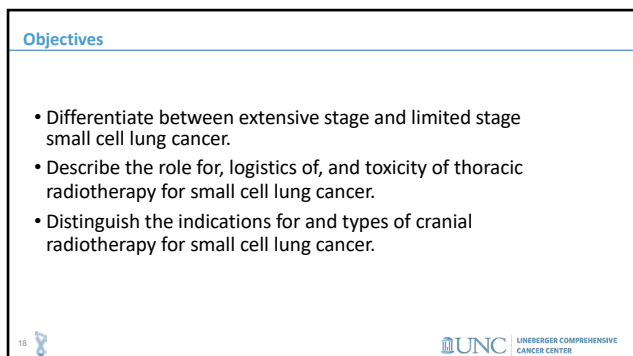 Objectives
• Differentiate between extensive stage and limited stage
small cell lung cancer.
• Describe the role for, logistics of, and toxicity of thoracic
radiotherapy for small cell lung cancer.
• Distinguish the indications for and types of cranial
radiotherapy for small cell lung cancer.
18
UNC
LINEBERGER COMPREHENSIVE
CANCER CENTER